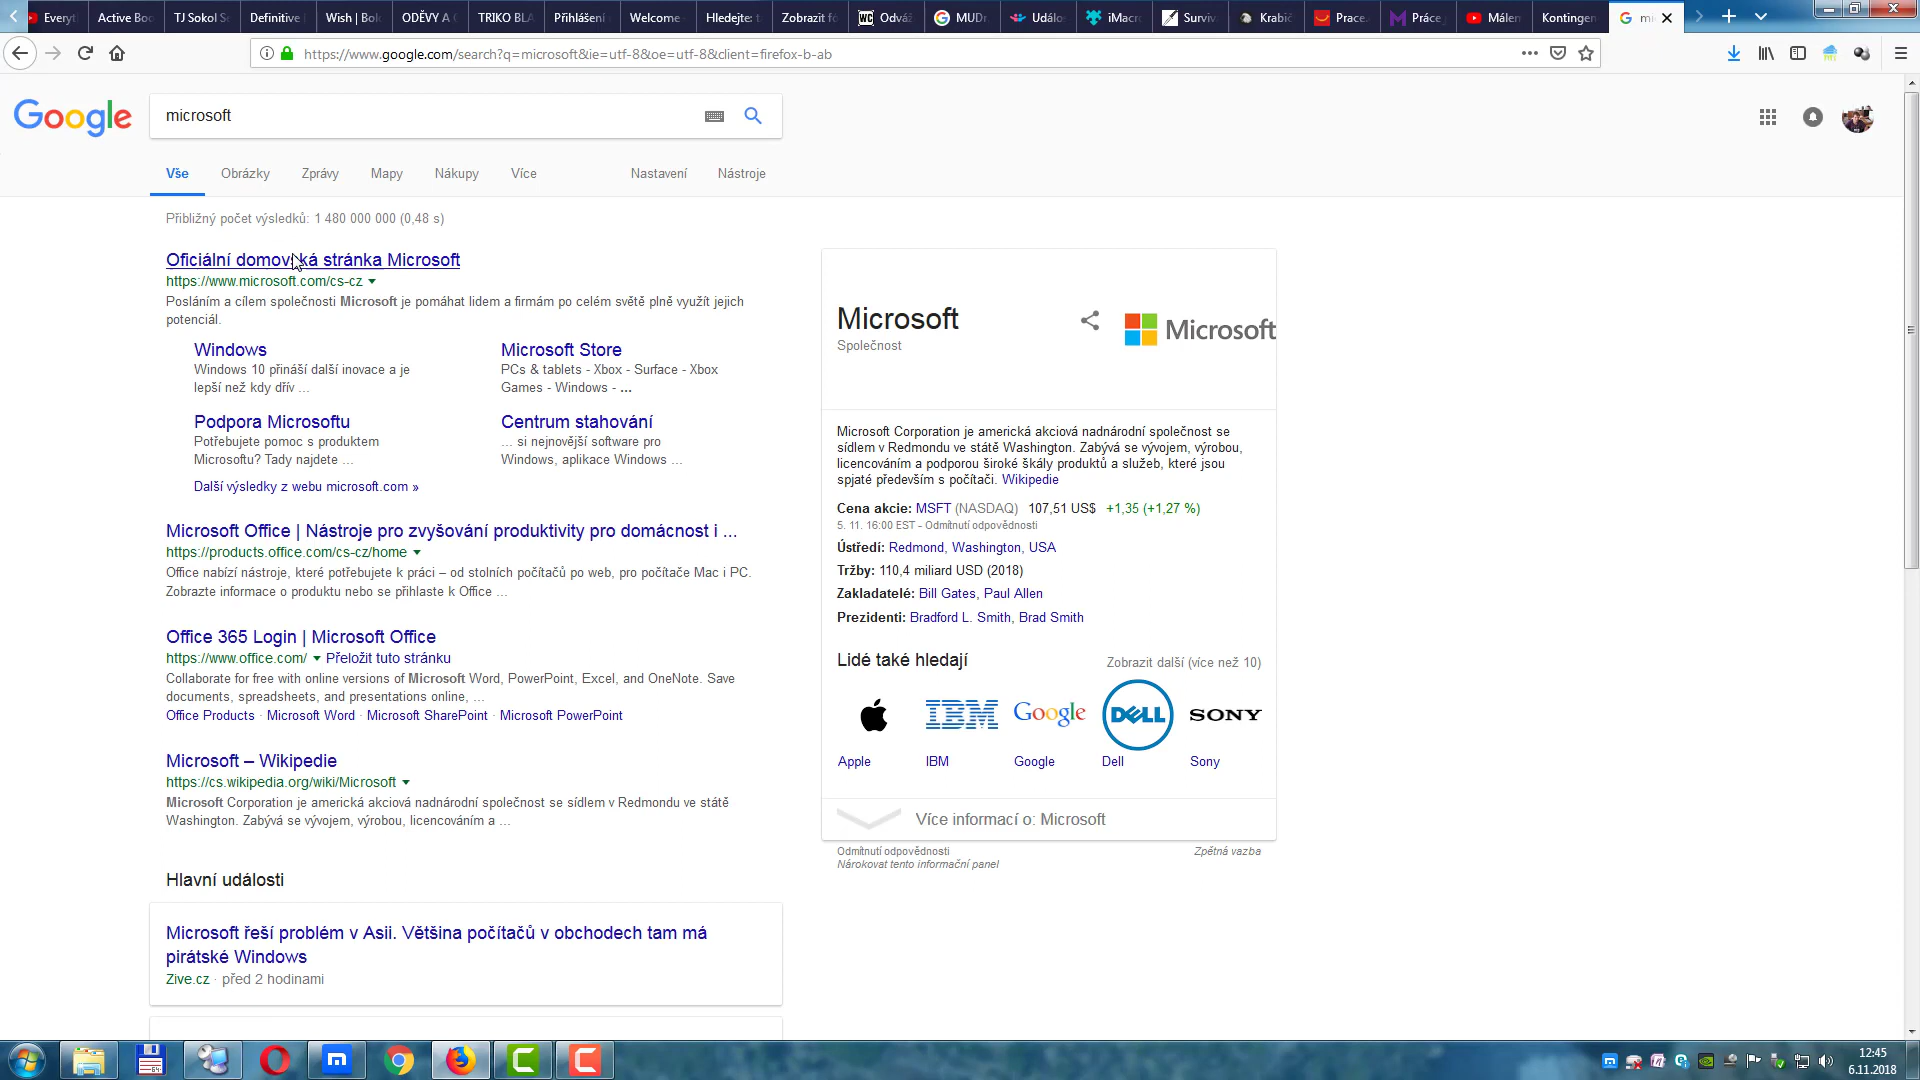 Everyt
Active Boo
TJ Sokol Se
Definitive
Wish | Bok
ODĚVY A O
TRIKO BLA
Přihlášení
Welcome
Hledejte: t
Zobrazit fó
WC Odváž
MUDr.
Událo
iMacro
Surviv
Krabič
Prace.
Práce
Málen
Kontingen
mi
https://www.google.com/search?q=microsoft&ie=utf-8&oe=utf-8&client=firefox-b-ab
Google
microsoft
Vše
Obrázky
Zprávy
Mapy
Nákupy
Více
Nastavení
Nástroje
Přibližný počet výsledků: 1 480 000 000 (0,48 s)
Oficiální domovská stránka Microsoft
https://www.microsoft.com/cs-cz
Posláním a cílem společnosti Microsoft je pomáhat lidem a firmám po celém světě plně využít jejich
potenciál.
Windows
Windows 10 přináší další inovace a je
lepší než kdy dřív ...
Microsoft Store
PCs & tablets - Xbox - Surface - Xbox
Games - Windows - ...
Podpora Microsoftu
Potřebujete pomoc s produktem
Microsoftu? Tady najdete ...
Centrum stahování
... si nejnovější software pro
Windows, aplikace Windows ...
Další výsledky z webu microsoft.com »
Microsoft Office | Nástroje pro zvyšování produktivity pro domácnost i ...
https://products.office.com/cs-cz/home
Office nabízí nástroje, které potřebujete k práci – od stolních počítačů po web, pro počítače Mac i PC.
Zobrazte informace o produktu nebo se přihlaste k Office ...
Office 365 Login | Microsoft Office
https://www.office.com/ Přeložit tuto stránku
Collaborate for free with online versions of Microsoft Word, PowerPoint, Excel, and OneNote. Save
documents, spreadsheets, and presentations online, ...
Office Products · Microsoft Word · Microsoft SharePoint · Microsoft PowerPoint
Microsoft – Wikipedie
https://cs.wikipedia.org/wiki/Microsoft
Microsoft Corporation je americká akciová nadnárodní společnost se sídlem v Redmondu ve státě
Washington. Zabývá se vývojem, výrobou, licencováním a ...
Hlavní události
Microsoft řeší problém v Asii. Většina počítačů v obchodech tam má
pirátské Windows
Zive.cz · před 2 hodinami
Microsoft
Společnost
Microsoft
Microsoft Corporation je americká akciová nadnárodní společnost se
sídlem v Redmondu ve státě Washington. Zabývá se vývojem, výrobou,
licencováním a podporou široké škály produktů a služeb, které jsou
spjaté především s počítači. Wikipedie
Cena akcie: MSFT (NASDAQ) 107,51 US$ +1,35 (+1,27 %)
5. 11. 16:00 EST - Odmítnutí odpovědnosti
Ústředí: Redmond, Washington, USA
Tržby: 110,4 miliard USD (2018)
Zakladatelé: Bill Gates, Paul Allen
Prezidenti: Bradford L. Smith, Brad Smith
Lidé také hledají
Zobrazit další (více než 10)
IBM
Google
DELL
SONY
Apple
IBM
Google
Dell
Sony
Více informací o: Microsoft
Odmítnutí odpovědnosti
Zpětná vazba
Nárokovat tento informační panel
12:45
6.11.2018